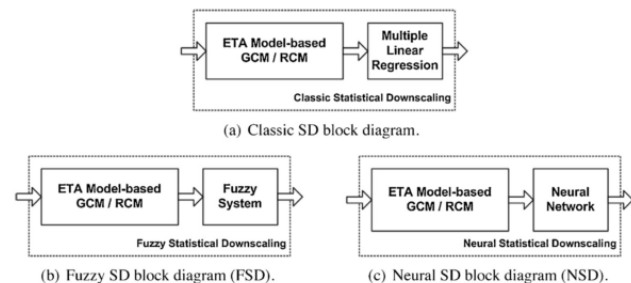 ETA Model-based
GCM / RCM
Multiple
Linear
Regression
Classic Statistical Downscaling
(a) Classic SD block diagram.
ETA Model-based
GCM / RCM
Fuzzy
System
Fuzzy Statistical Downscaling
(b) Fuzzy SD block diagram (FSD).
ETA Model-based
GCM / RCM
Neural
Network
Neural Statistical Downscaling
(c) Neural SD block diagram (NSD).